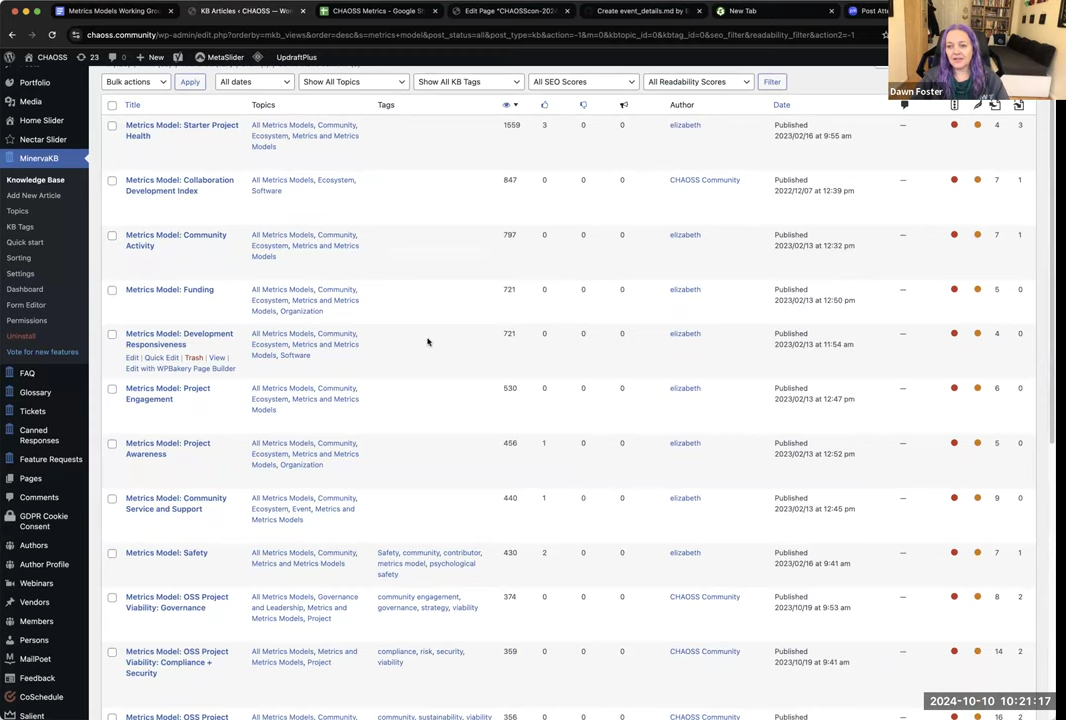 Metrics Models Working Grou
KB Articles ‹ CHAOSS — Wo
CHAOSS Metrics - Google S
Edit Page "CHAOSScon-202
Create event_details.md by E
New Tab
Post Atte
chaoss.community/wp-admin/edit.php?orderby=mkb_views&order=desc&s=metrics+model&post_status=all&post_type=kb&action=-1&m=0&kbtopic_id=0&kbtag_id=0&seo_filter&readability_filter&action2=-1
CHAOSS 23 0 + New MetaSlider UpdraftPlus
Dawn Foster
Portfolio
Media
Home Slider
Nectar Slider
MinervaKB
Knowledge Base
Add New Article
Topics
KB Tags
Quick start
Sorting
Settings
Dashboard
Form Editor
Permissions
Uninstall
Vote for new features
FAQ
Glossary
Tickets
Canned
Responses
Feature Requests
Pages
Comments
GDPR Cookie
Consent
Authors
Author Profile
Webinars
Vendors
Members
Persons
MailPoet
Feedback
CoSchedule
Salient
Bulk actions Apply All dates Show All Topics Show All KB Tags All SEO Scores All Readability Scores Filter
Title Topics Tags Author Date
Metrics Model: Starter Project All Metrics Models, Community, 1559 3 0 0 elizabeth Published — 4 3
Health Ecosystem, Metrics and Metrics 2023/02/16 at 9:55 am
Models
Metrics Model: Collaboration All Metrics Models, Ecosystem, 847 0 0 0 CHAOSS Community Published — 7 1
Development Index Software 2022/12/07 at 12:39 pm
Metrics Model: Community All Metrics Models, Community, 797 0 0 0 elizabeth Published — 7 1
Activity Ecosystem, Metrics and Metrics 2023/02/13 at 12:32 pm
Models
Metrics Model: Funding All Metrics Models, Community, 721 0 0 0 elizabeth Published — 5 0
Ecosystem, Metrics and Metrics 2023/02/13 at 12:50 pm
Models, Organization
Metrics Model: Development All Metrics Models, Community, 721 0 0 0 elizabeth Published — 4 0
Responsiveness Ecosystem, Metrics and Metrics 2023/02/13 at 11:54 am
Edit | Quick Edit | Trash | View | Models, Software
Edit with WPBakery Page Builder
Metrics Model: Project All Metrics Models, Community, 530 0 0 0 elizabeth Published — 6 0
Engagement Ecosystem, Metrics and Metrics 2023/02/13 at 12:47 pm
Models
Metrics Model: Project All Metrics Models, Community, 456 1 0 0 elizabeth Published — 5 0
Awareness Ecosystem, Metrics and Metrics 2023/02/13 at 12:52 pm
Models, Organization
Metrics Model: Community All Metrics Models, Community, 440 1 0 0 elizabeth Published — 9 0
Service and Support Ecosystem, Event, Metrics and 2023/02/13 at 12:45 pm
Metrics Models
Metrics Model: Safety All Metrics Models, Community, Safety, community, contributor, 430 2 0 0 elizabeth Published — 7 1
Metrics and Metrics Models metrics model, psychological 2023/02/16 at 9:41 am
safety
Metrics Model: OSS Project All Metrics Models, Governance community engagement, 374 0 0 0 CHAOSS Community Published — 8 2
Viability: Governance and Leadership, Metrics and governance, strategy, viability 2023/10/19 at 9:53 am
Metrics Models, Project
Metrics Model: OSS Project All Metrics Models, Metrics and compliance, risk, security, 359 0 0 0 CHAOSS Community Published — 14 2
Viability: Compliance + Metrics Models, Project viability 2023/10/19 at 9:41 am
Security
Metrics Model: OSS Project All Metrics Models, Metrics and community, sustainability, viability 356 0 0 0 CHAOSS Community Published — 16
2024-10-10 10:21:17